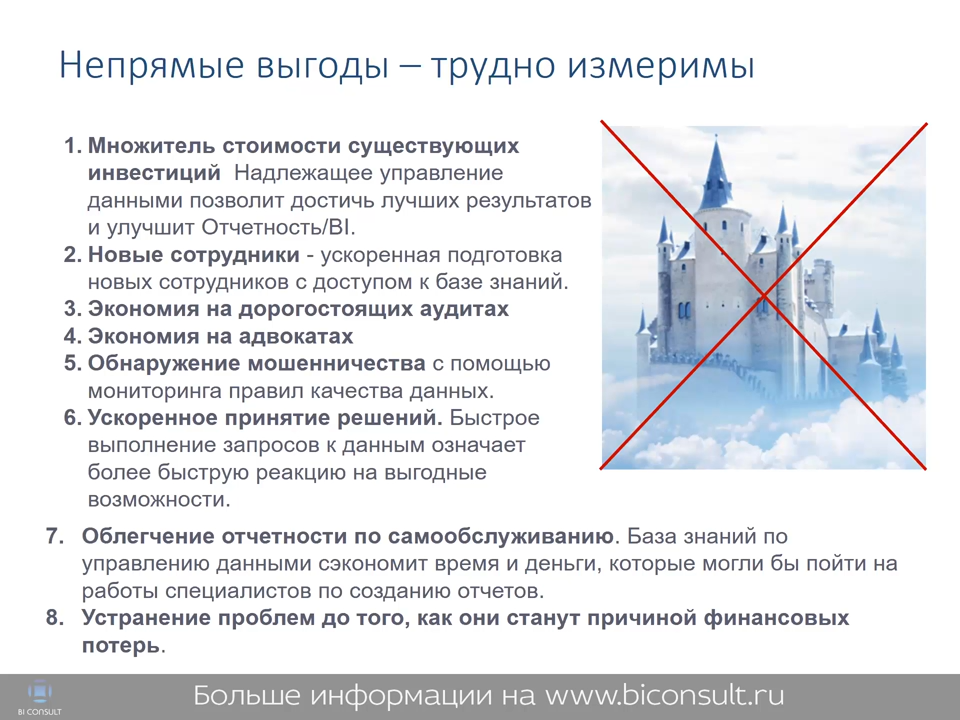 Непрямые выгоды – трудно измеримы
1. Множитель стоимости существующих
инвестиций Надлежащее управление
данными позволит достичь лучших результатов
и улучшит Отчетность/BI.
2. Новые сотрудники - ускоренная подготовка
новых сотрудников с доступом к базе знаний.
3. Экономия на дорогостоящих аудитах
4. Экономия на адвокатах
5. Обнаружение мошенничества с помощью
мониторинга правил качества данных.
6. Ускоренное принятие решений. Быстрое
выполнение запросов к данным означает
более быструю реакцию на выгодные
возможности.
7. Облегчение отчетности по самообслуживанию. База знаний по
управлению данными сэкономит время и деньги, которые могли бы пойти на
работы специалистов по созданию отчетов.
8. Устранение проблем до того, как они станут причиной финансовых
потерь.
BI CONSULT
Больше информации на www.biconsult.ru